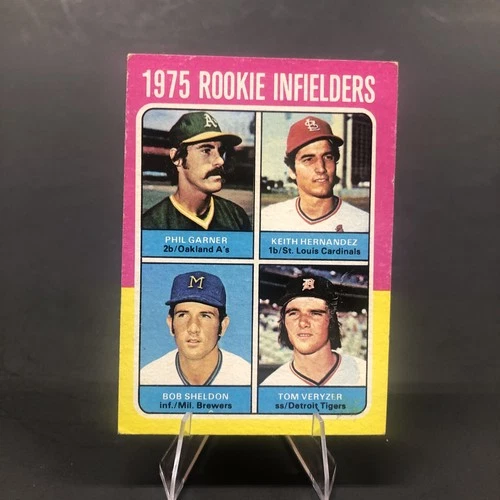 1975 ROOKIE INFIELDERS
A's
StL
PHIL GARNER
2b/Oakland A's
KEITH HERNANDEZ
1b/St. Louis Cardinals
M
D
BOB SHELDON
inf./Mil. Brewers
TOM VERYZER
ss/Detroit Tigers